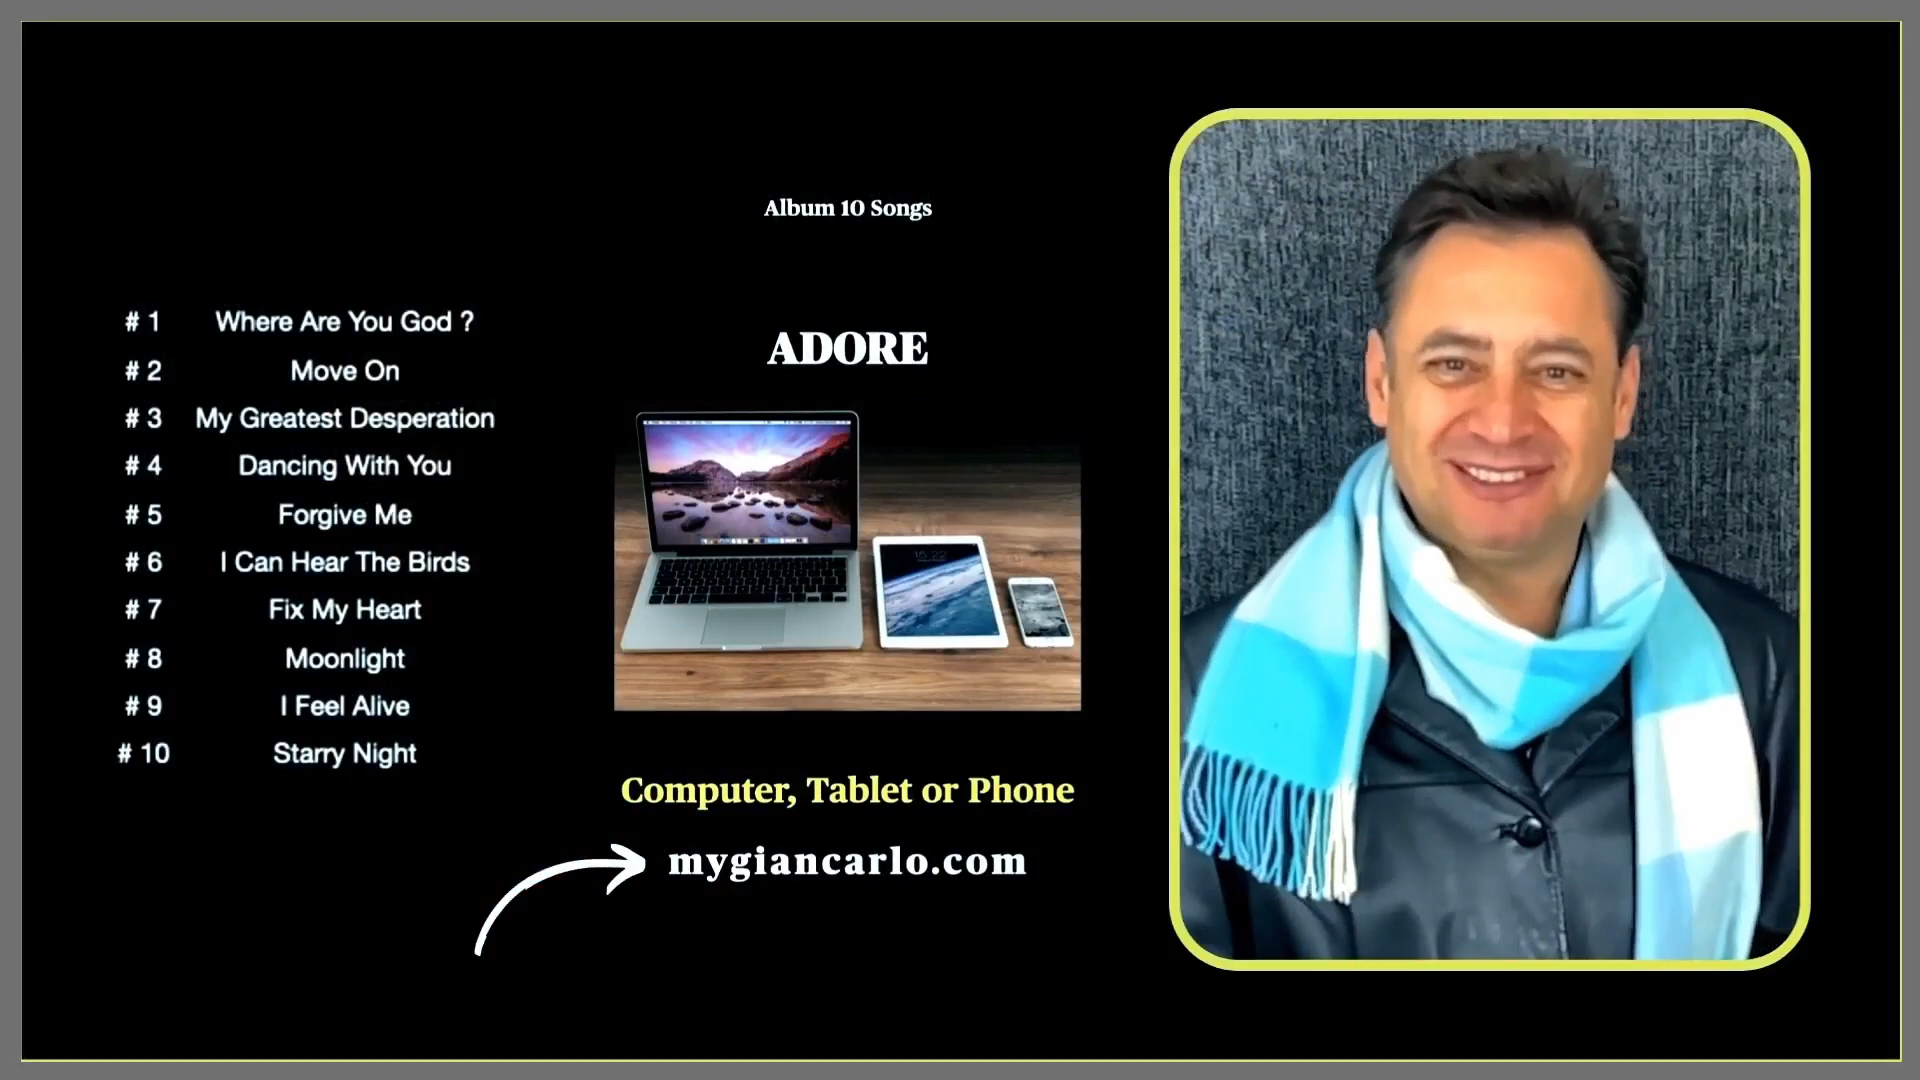 Album 10 Songs
ADORE
# 1 Where Are You God ?
# 2 Move On
# 3 My Greatest Desperation
# 4 Dancing With You
# 5 Forgive Me
# 6 I Can Hear The Birds
# 7 Fix My Heart
# 8 Moonlight
# 9 I Feel Alive
# 10 Starry Night
15:22
Computer, Tablet or Phone
mygiancarlo.com